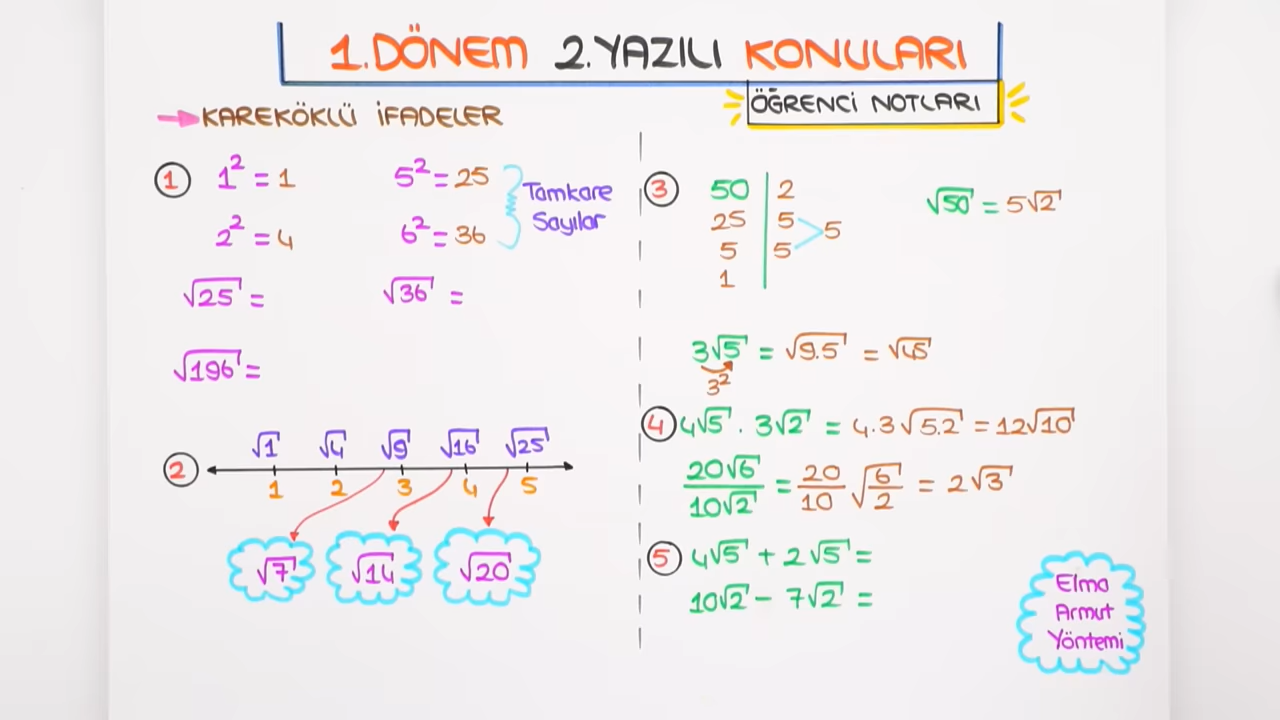 1.DÖNEM 2.YAZILI KONULARI
ÖĞRENCİ NOTLARI
KAREKÖKLÜ İFADELER
1
1² = 1
5² = 25
2² = 4
6² = 36
Tamkare
Sayılar
√25 =
√36 =
√196 =
2
√1 √4 √9 √16 √25
1 2 3 4 5
√7 √14 √20
3
50 | 2
25 | 5
5 | 5
1
5
√50 = 5√2
3√5 = √9.5 = √45
3²
4
4√5 . 3√2 = 4.3√5.2 = 12√10
20√6/10√2 = 20/10 √6/2 = 2√3
5
4√5 + 2√5 =
10√2 - 7√2 =
Elma
Armut
Yöntemi